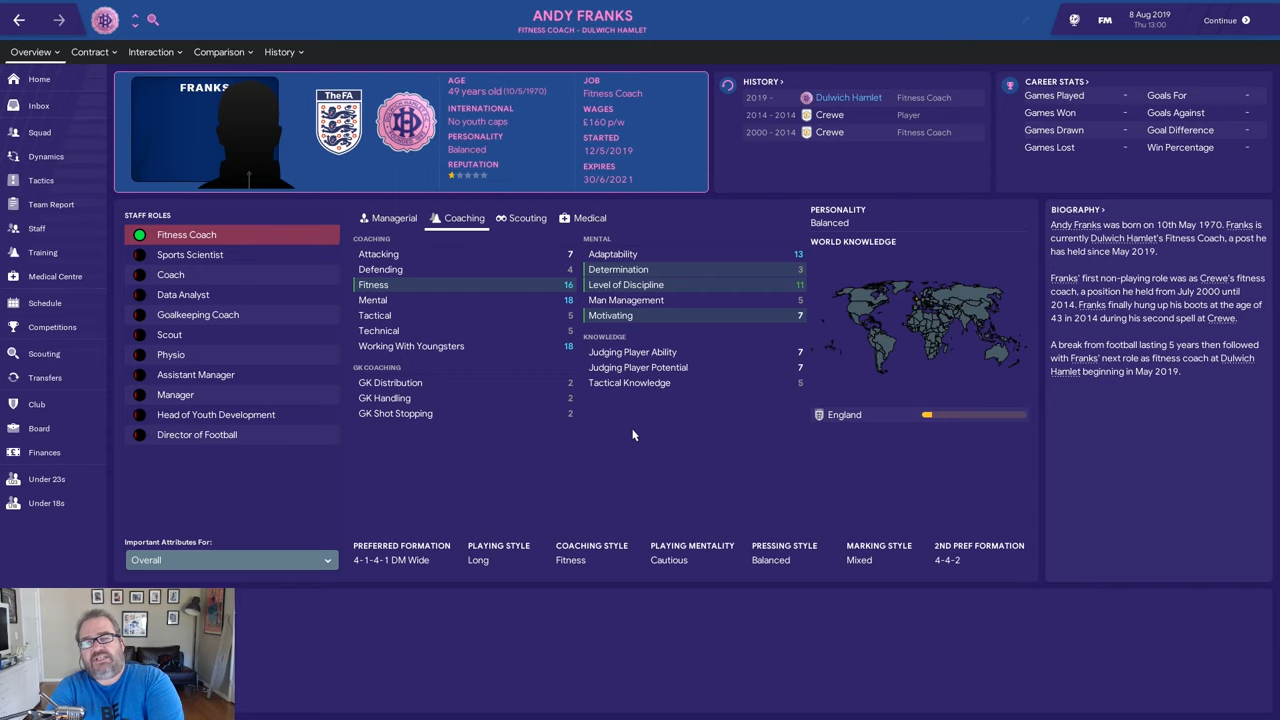 ANDY FRANKS
FITNESS COACH - DULWICH HAMLET
FM
8 Aug 2019
Thu 13:00
Continue
Overview
Contract
Interaction
Comparison
History
Home
Inbox
Squad
Dynamics
Tactics
Team Report
Staff
Training
Medical Centre
Schedule
Competitions
Scouting
Transfers
Club
Board
Finances
Under 23s
Under 18s
FRANKS
The FA
AGE
49 years old (10/5/1970)
INTERNATIONAL
No youth caps
PERSONALITY
Balanced
REPUTATION
JOB
Fitness Coach
WAGES
£160 p/w
STARTED
12/5/2019
EXPIRES
30/6/2021
HISTORY >
2019 - Dulwich Hamlet Fitness Coach
2014 - 2014 Crewe Player
2000 - 2014 Crewe Fitness Coach
CAREER STATS >
Games Played - Goals For -
Games Won - Goals Against -
Games Drawn - Goal Difference -
Games Lost - Win Percentage -
STAFF ROLES
Fitness Coach
Sports Scientist
Coach
Data Analyst
Goalkeeping Coach
Scout
Physio
Assistant Manager
Manager
Head of Youth Development
Director of Football
Important Attributes For:
Overall
Managerial
Coaching
Scouting
Medical
COACHING
Attacking 7
Defending 4
Fitness 16
Mental 18
Tactical 5
Technical 5
Working With Youngsters 18
GK COACHING
GK Distribution 2
GK Handling 2
GK Shot Stopping 2
MENTAL
Adaptability 13
Determination 3
Level of Discipline 11
Man Management 5
Motivating 7
KNOWLEDGE
Judging Player Ability 7
Judging Player Potential 7
Tactical Knowledge 5
PERSONALITY
Balanced
WORLD KNOWLEDGE
England
PREFERRED FORMATION
4-1-4-1 DM Wide
PLAYING STYLE
Long
COACHING STYLE
Fitness
PLAYING MENTALITY
Cautious
PRESSING STYLE
Balanced
MARKING STYLE
Mixed
2ND PREF FORMATION
4-4-2
BIOGRAPHY >
Andy Franks was born on 10th May 1970. Franks is
currently Dulwich Hamlet's Fitness Coach, a post he
has held since May 2019.
Franks' first non-playing role was as Crewe's fitness
coach, a position he held from July 2000 until
2014. Franks finally hung up his boots at the age of
43 in 2014 during his second spell at Crewe.
A break from football lasting 5 years then followed
with Franks' next role as fitness coach at Dulwich
Hamlet beginning in May 2019.